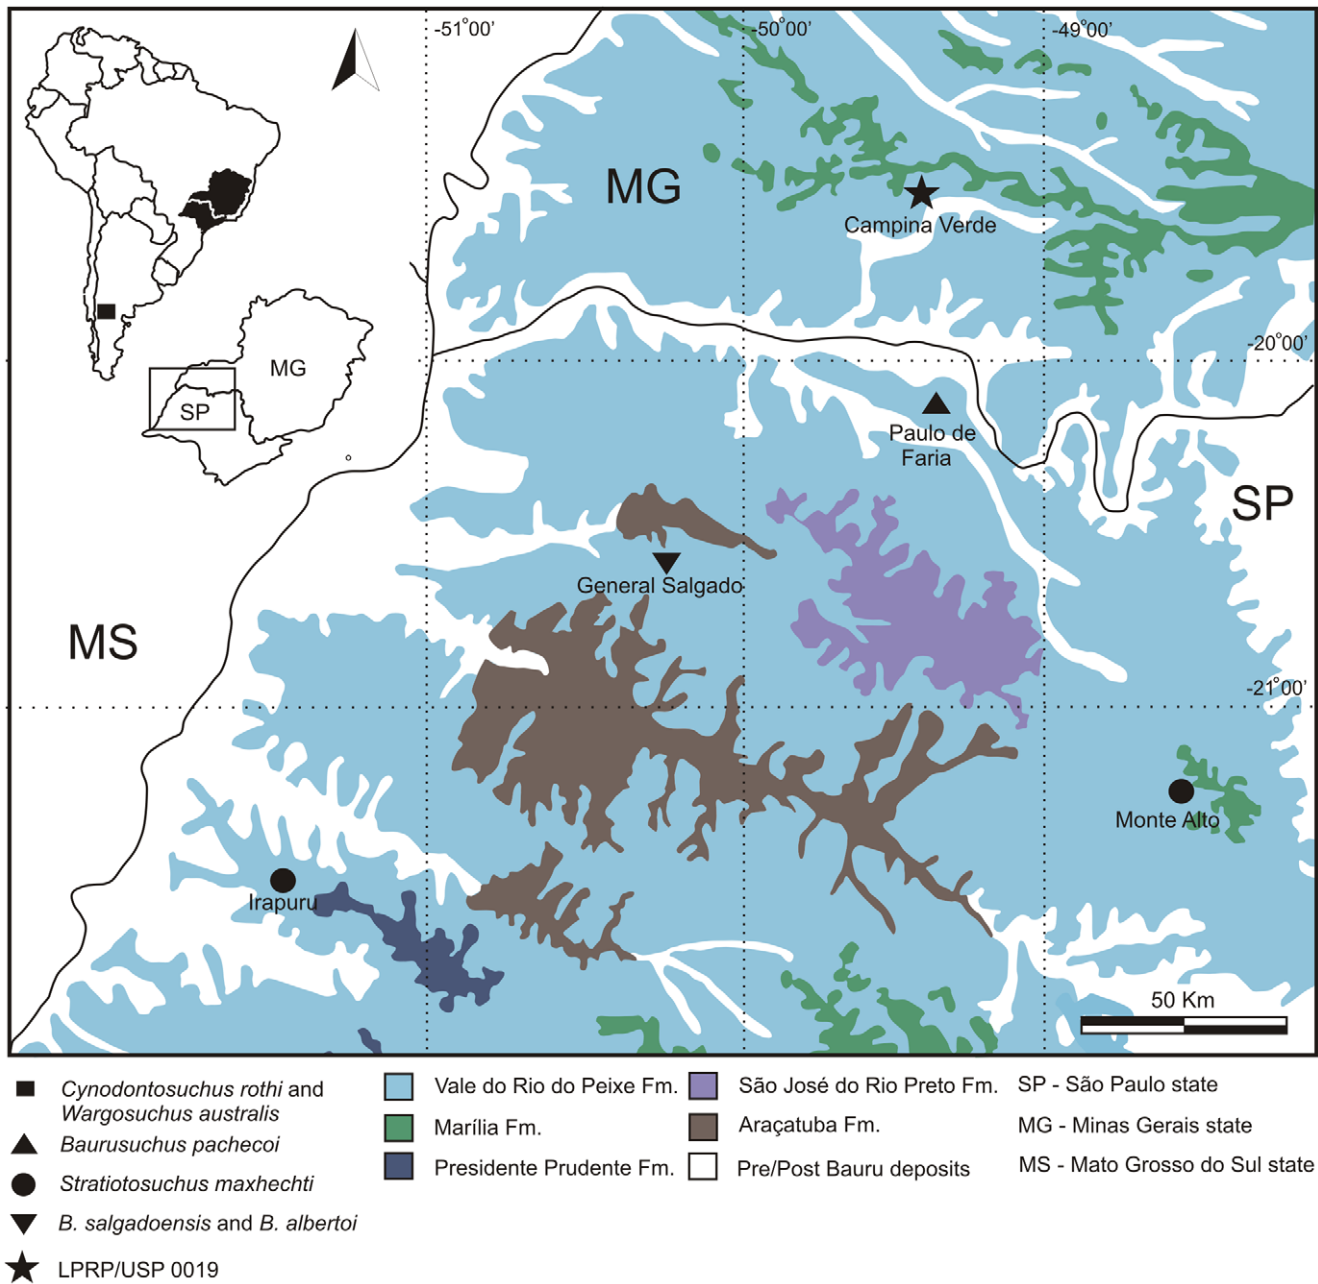 -51°00'
-50°00'
-49°00'
MG
Campina Verde
-20°00'
MG
SP
Paulo de
Faria
SP
General Salgado
MS
-21°00'
Monte Alto
Irapuru
50 Km
Cynodontosuchus rothi and
Wargosuchus australis
Baurusuchus pachecoi
Stratiotosuchus maxhechti
B. salgadoensis and B. albertoi
LPRP/USP 0019
Vale do Rio do Peixe Fm.
Marília Fm.
Presidente Prudente Fm.
São José do Rio Preto Fm.
Araçatuba Fm.
Pre/Post Bauru deposits
SP - São Paulo state
MG - Minas Gerais state
MS - Mato Grosso do Sul state